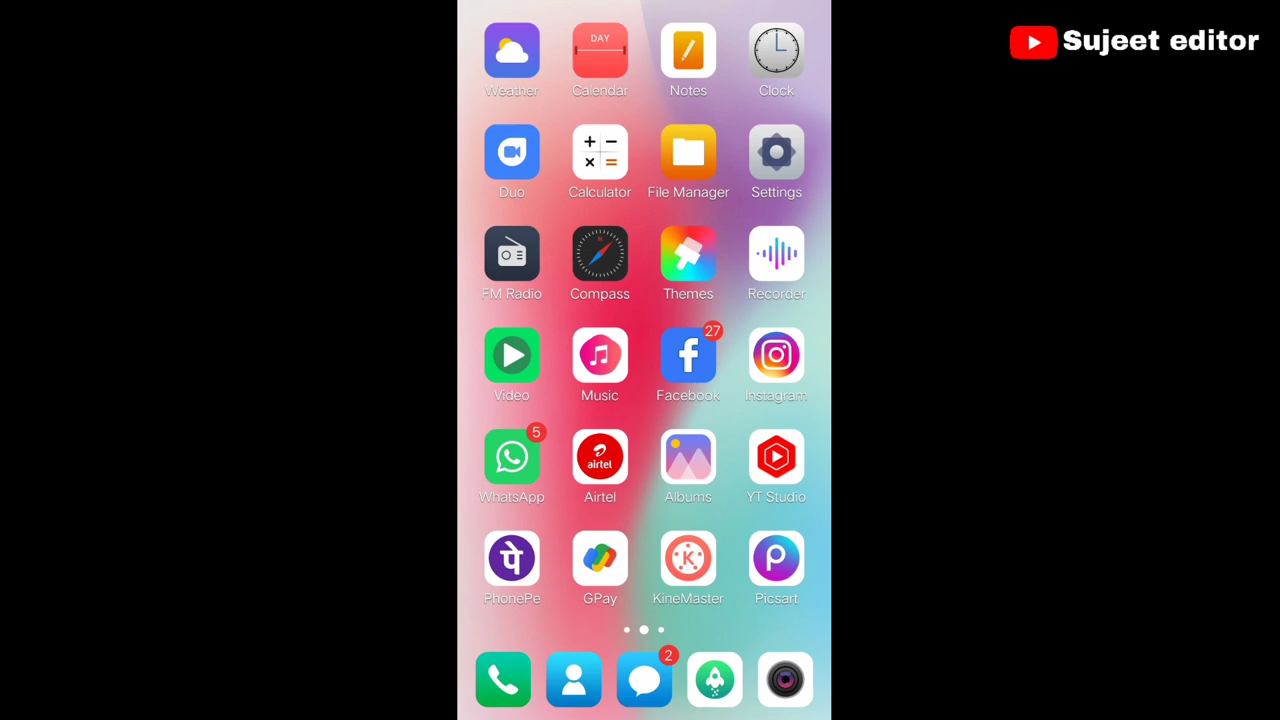 Sujeet editor
DAY
Weather Calendar Notes Clock
Duo Calculator File Manager Settings
N
FM Radio Compass Themes Recorder
27
Video Music Facebook Instagram
5
airtel
WhatsApp Airtel Albums YT Studio
पे K P
PhonePe GPay KineMaster Picsart
2